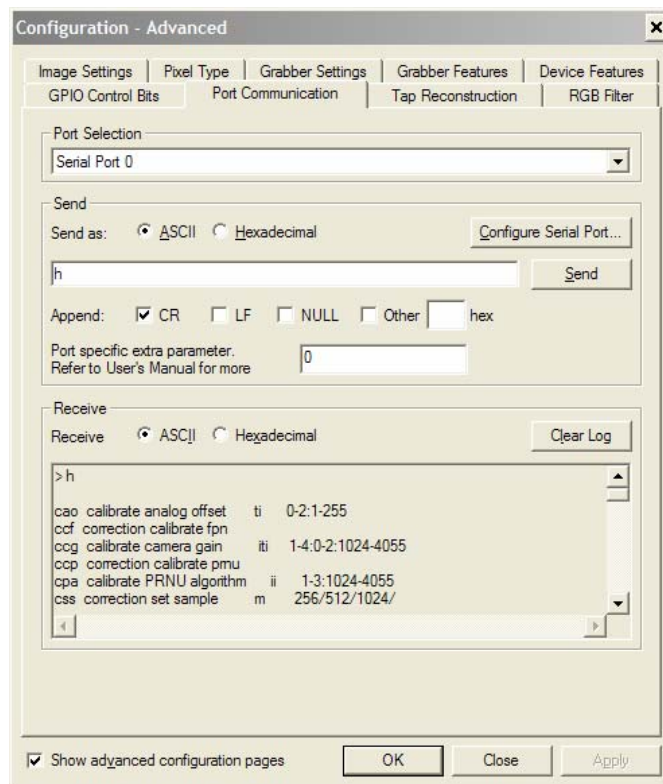 Configuration - Advanced
Image Settings Pixel Type Grabber Settings Grabber Features Device Features
GPIO Control Bits Port Communication Tap Reconstruction RGB Filter
Port Selection
Serial Port 0
Send
Send as: ASCII Hexadecimal Configure Serial Port...
h Send
Append: CR LF NULL Other hex
Port specific extra parameter.
Refer to User's Manual for more
0
Receive
Receive ASCII Hexadecimal Clear Log
>h
cao calibrate analog offset ti 0-2:1-255
ccf correction calibrate fpn
ccg calibrate camera gain iti 1-4:0-2:1024-4055
ccp correction calibrate prnu
cpa calibrate PRNU algorithm ii 1-3:1024-4055
css correction set sample m 256/512/1024/
Show advanced configuration pages OK Close Apply